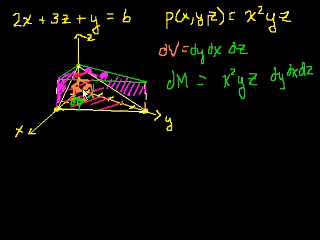 2x + 3z + y = 6
ρ(x,y,z) = x²yz
dV = dy dx dz
dM = x²yz dy dx dz
z
x
y